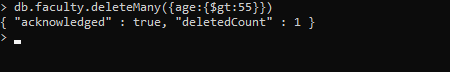 > db.faculty.deleteMany({age:{$gt:55}})
{ "acknowledged" : true, "deletedCount" : 1 }
>